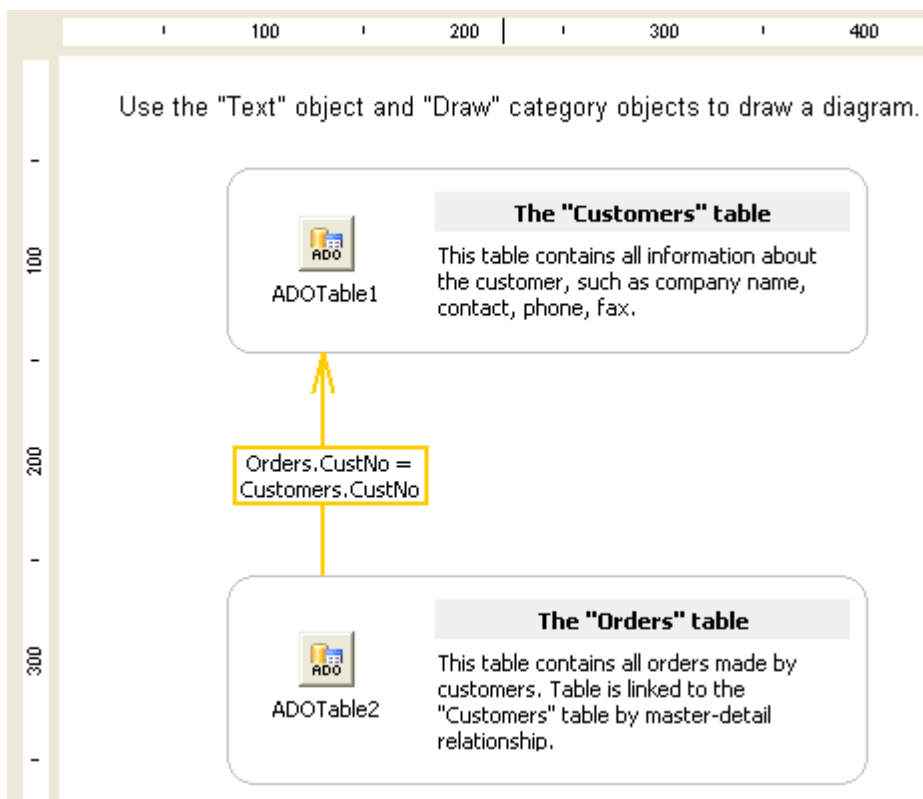 100 200 300 400
Use the "Text" object and "Draw" category objects to draw a diagram.
The "Customers" table
ADO
ADOTable1
This table contains all information about
the customer, such as company name,
contact, phone, fax.
100
200
Orders.CustNo =
Customers.CustNo
300
The "Orders" table
ADO
ADOTable2
This table contains all orders made by
customers. Table is linked to the
"Customers" table by master-detail
relationship.